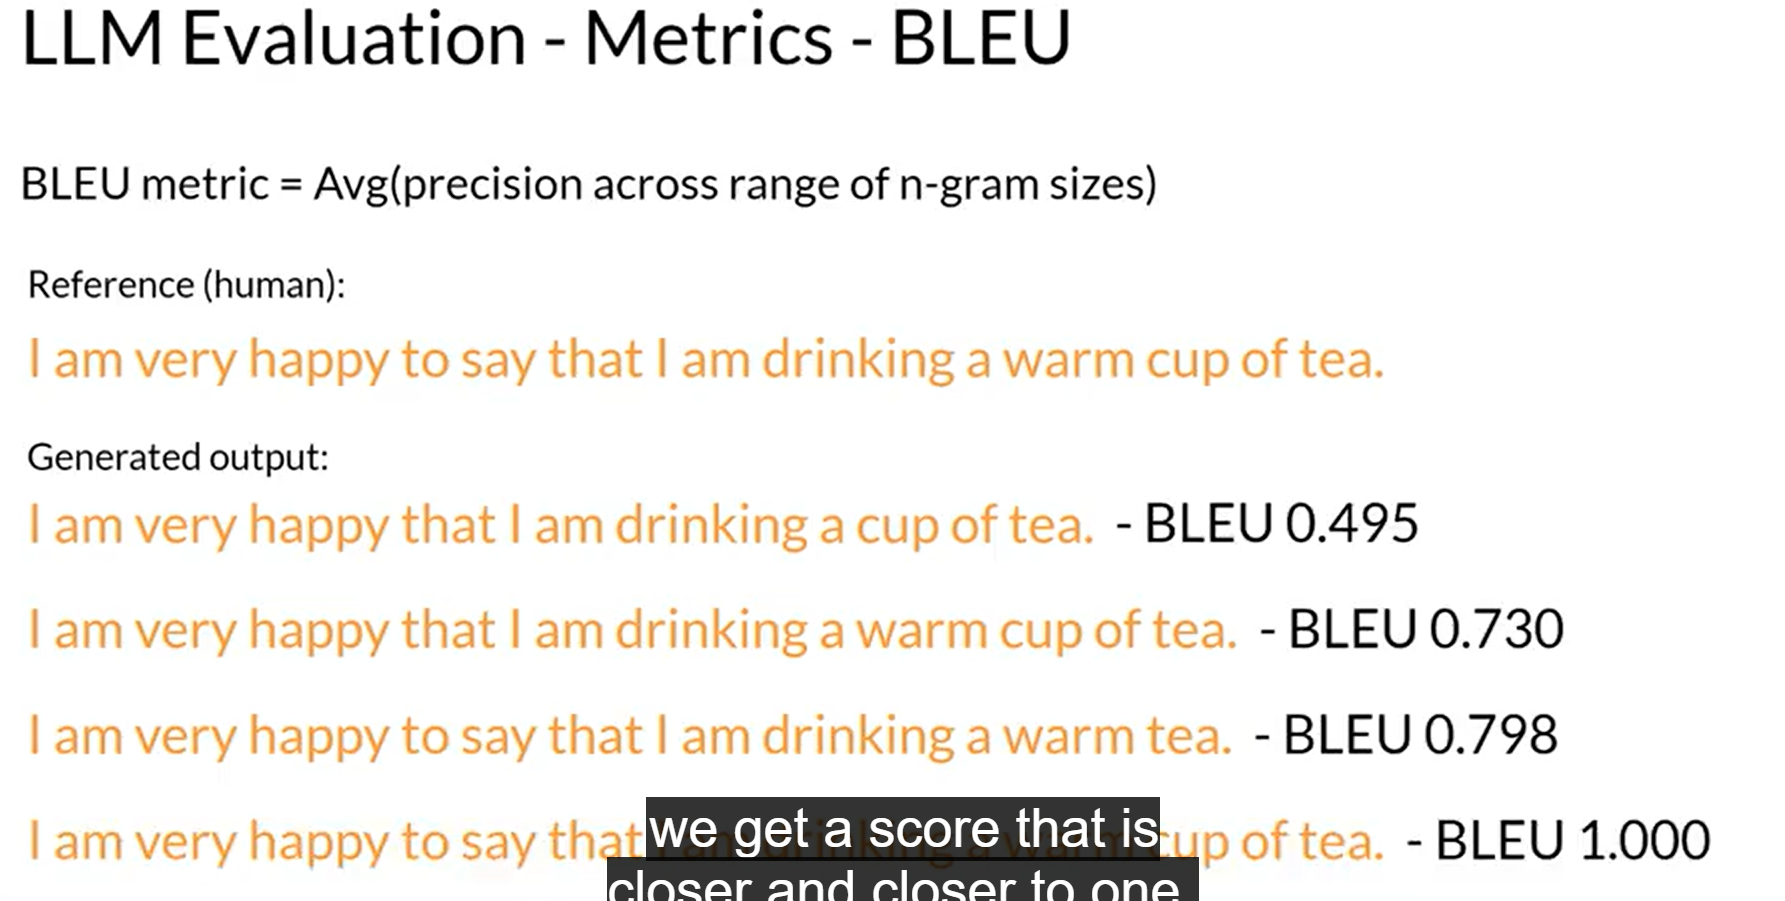 LLM Evaluation - Metrics - BLEU
BLEU metric = Avg(precision across range of n-gram sizes)
Reference (human):
I am very happy to say that I am drinking a warm cup of tea.
Generated output:
I am very happy that I am drinking a cup of tea. - BLEU 0.495
I am very happy that I am drinking a warm cup of tea. - BLEU 0.730
I am very happy to say that I am drinking a warm tea. - BLEU 0.798
I am very happy to say that I am drinking a warm cup of tea. - BLEU 1.000
we get a score that is
closer and closer to one